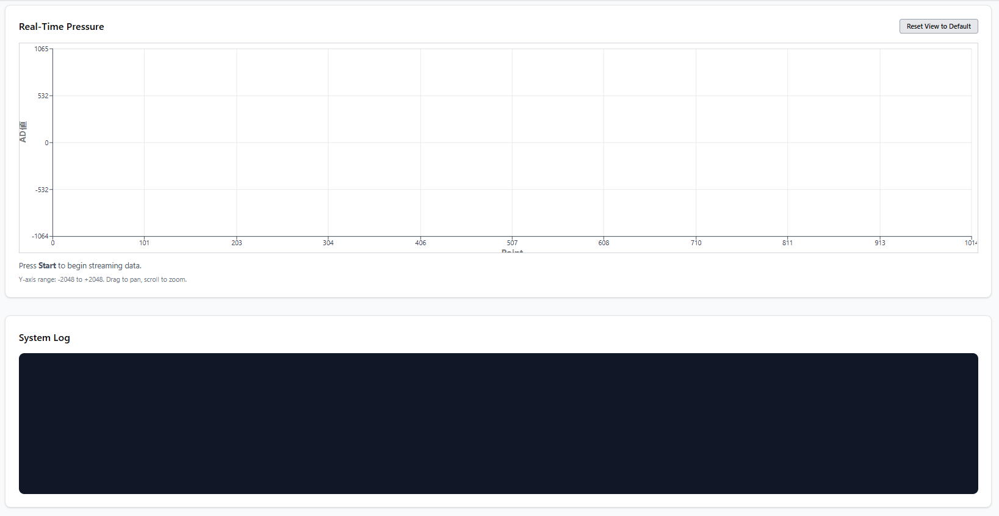 Real-Time Pressure
Reset View to Default
1065
532
AD値
0
-532
-1064
0 101 203 304 406 507 608 710 811 913 1014
Point
Press Start to begin streaming data.
Y-axis range: -2048 to +2048. Drag to pan, scroll to zoom.
System Log